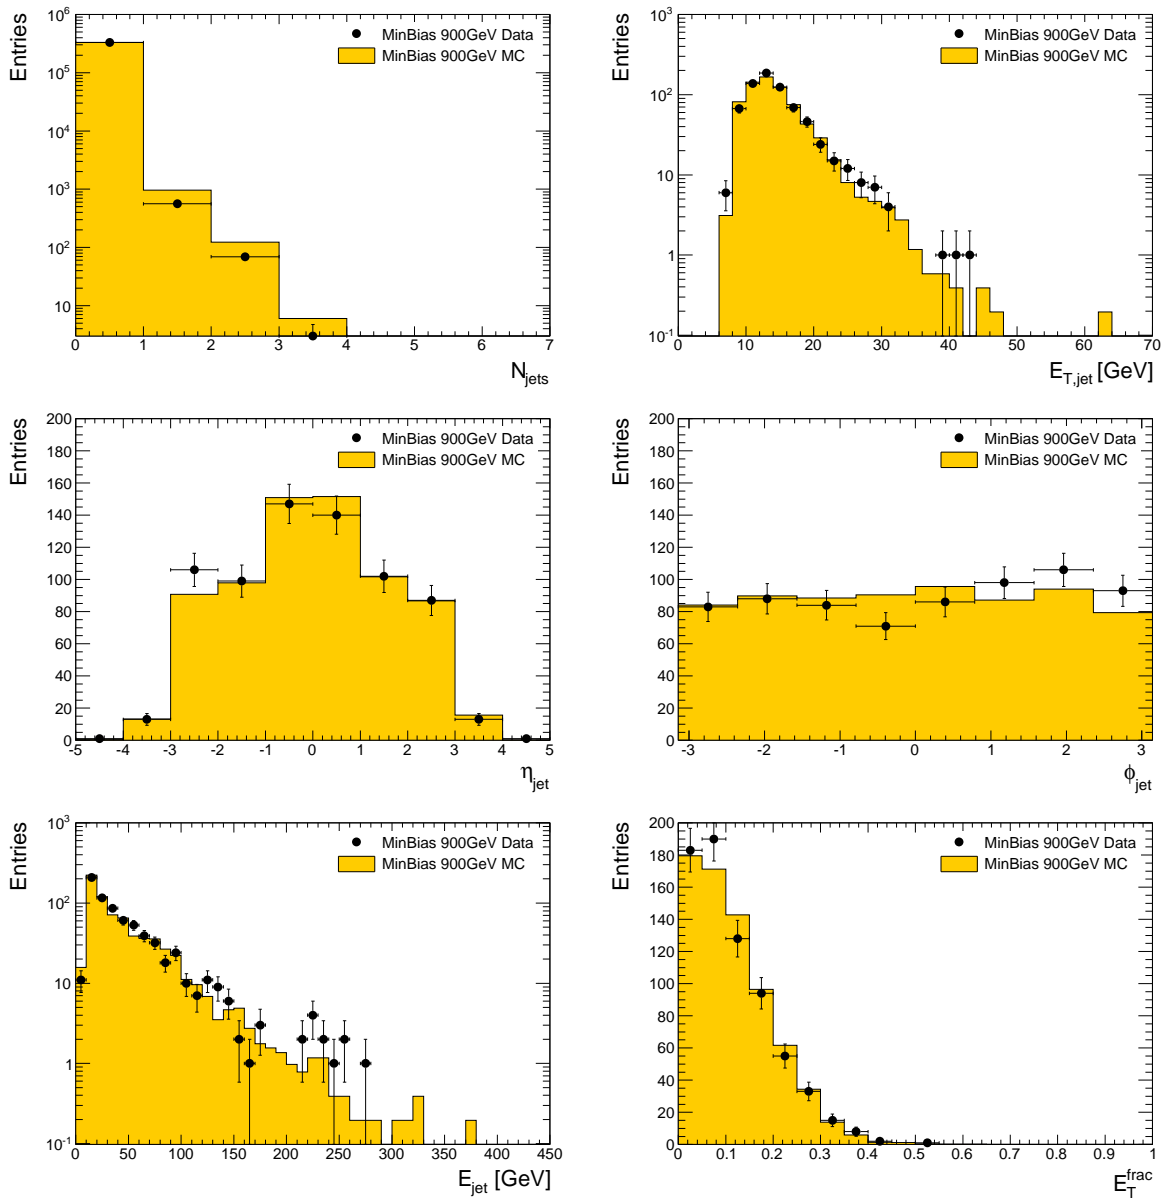 Entries
10^6
10^5
10^4
10^3
10^2
10
0 1 2 3 4 5 6 7
N_jets
MinBias 900GeV Data
MinBias 900GeV MC
Entries
10^3
10^2
10
1
10^-1
0 10 20 30 40 50 60 70
E_T,jet [GeV]
MinBias 900GeV Data
MinBias 900GeV MC
Entries
200
180
160
140
120
100
80
60
40
20
0
-5 -4 -3 -2 -1 0 1 2 3 4 5
η_jet
MinBias 900GeV Data
MinBias 900GeV MC
Entries
200
180
160
140
120
100
80
60
40
20
0
-3 -2 -1 0 1 2 3
ϕ_jet
MinBias 900GeV Data
MinBias 900GeV MC
Entries
10^3
10^2
10
1
10^-1
0 50 100 150 200 250 300 350 400 450
E_jet [GeV]
MinBias 900GeV Data
MinBias 900GeV MC
Entries
200
180
160
140
120
100
80
60
40
20
0
0 0.1 0.2 0.3 0.4 0.5 0.6 0.7 0.8 0.9 1
E_T^frac
MinBias 900GeV Data
MinBias 900GeV MC